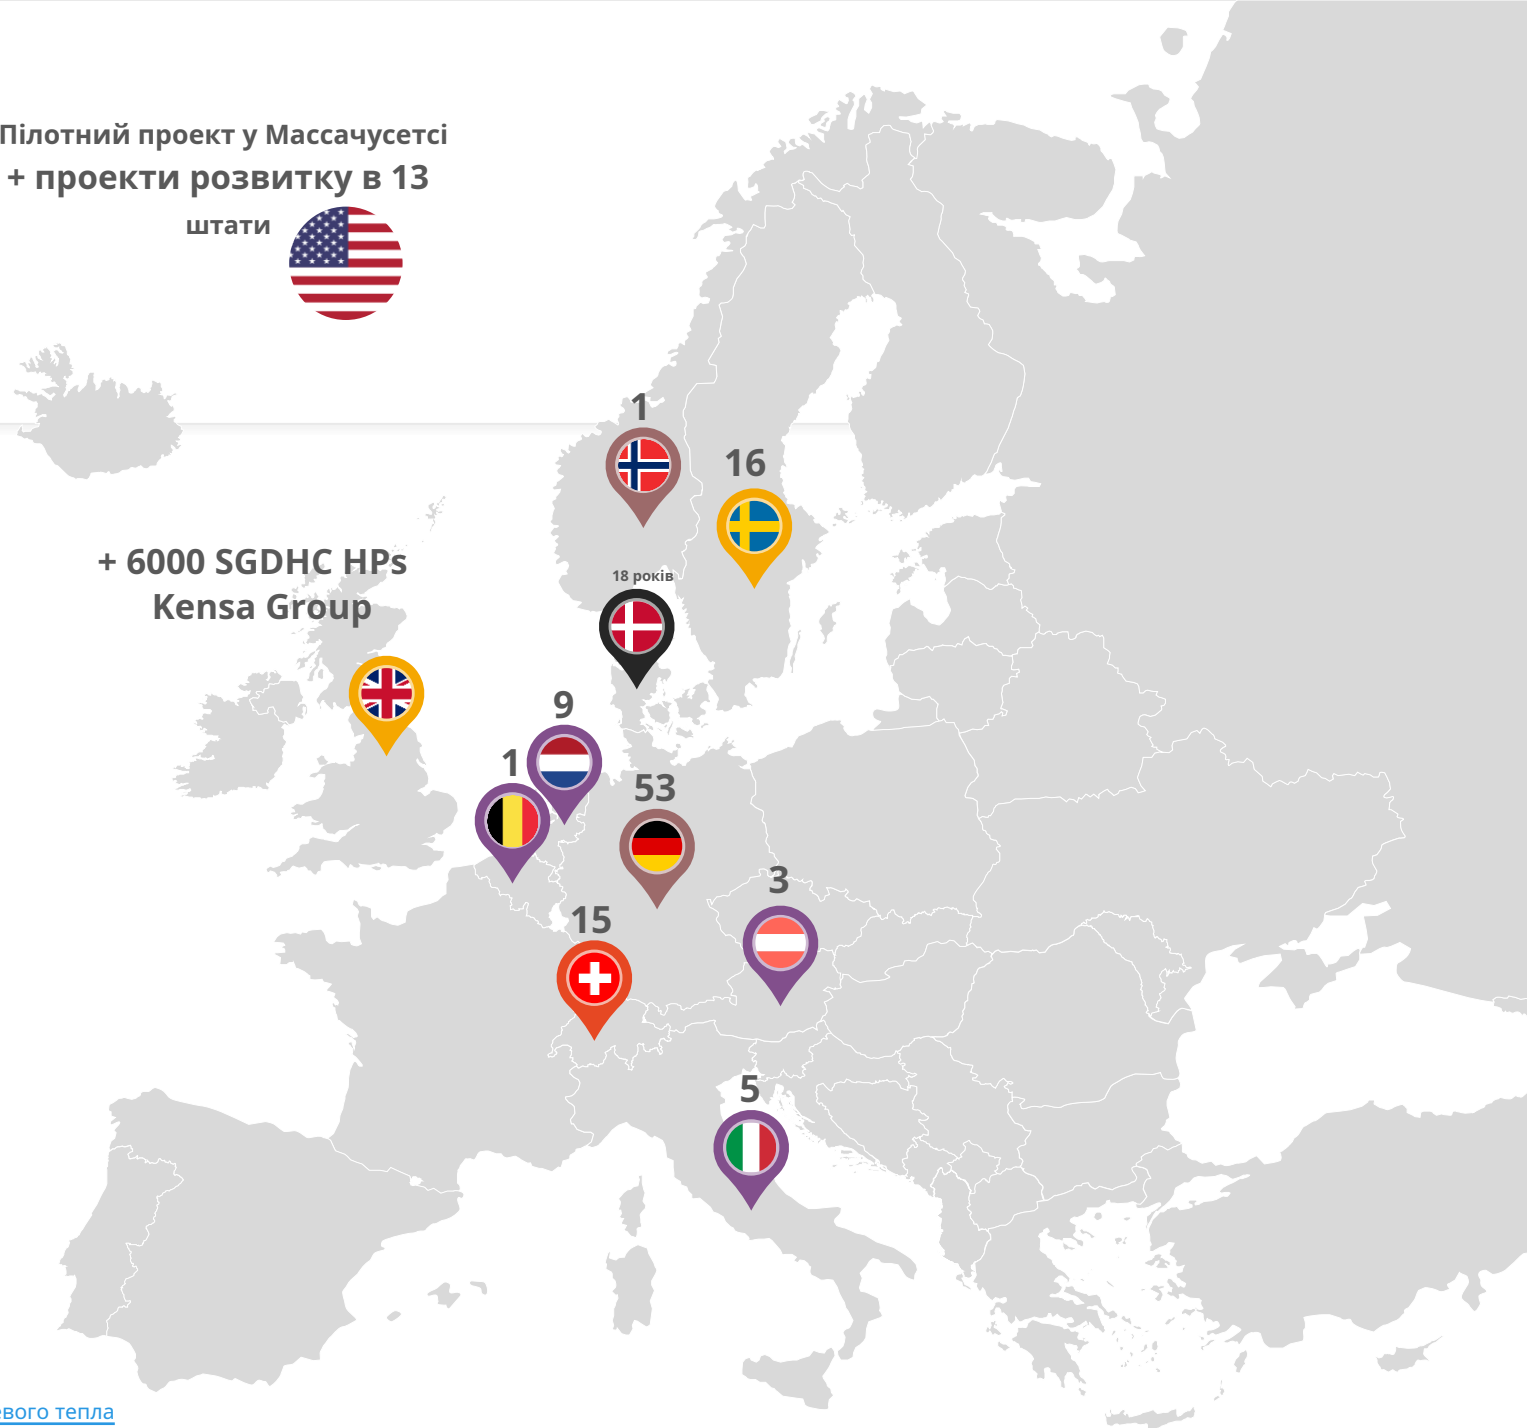 Пілотний проект у Массачусетсі
+ проекти розвитку в 13
штати
1
16
+ 6000 SGDHC HPs
Kensa Group
18 років
9
1
53
3
15
5
вого тепла